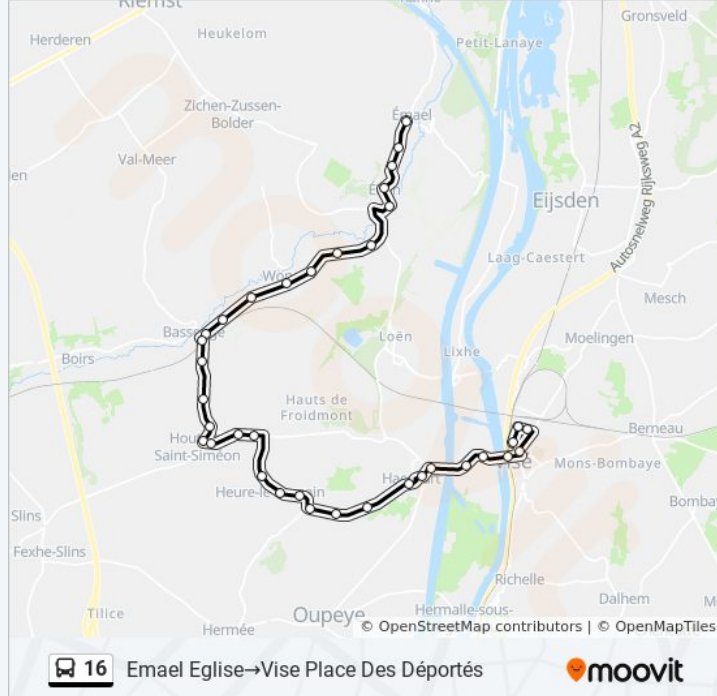 Riemst
Gronsveld
Herderen
Heukelom
Petit-Lanaye
Zichen-Zussen-
Bolder
Émael
Val-Meer
Autosnelweg Rijksweg A2
Eijsden
Laag-Caestert
Mesch
Boirs
Loën
Lixhe
Moelingen
Hauts de
Froidmont
Berneau
Saint-Siméon
Mons-Bombaye
Slins
Fexhe-Slins
Richelle
Dalhem
Tilice
Hermée
Oupeye
Hermalle-sous-
© OpenStreetMap contributors | © OpenMapTiles
16 Emael Eglise→Vise Place Des Déportés
moovit